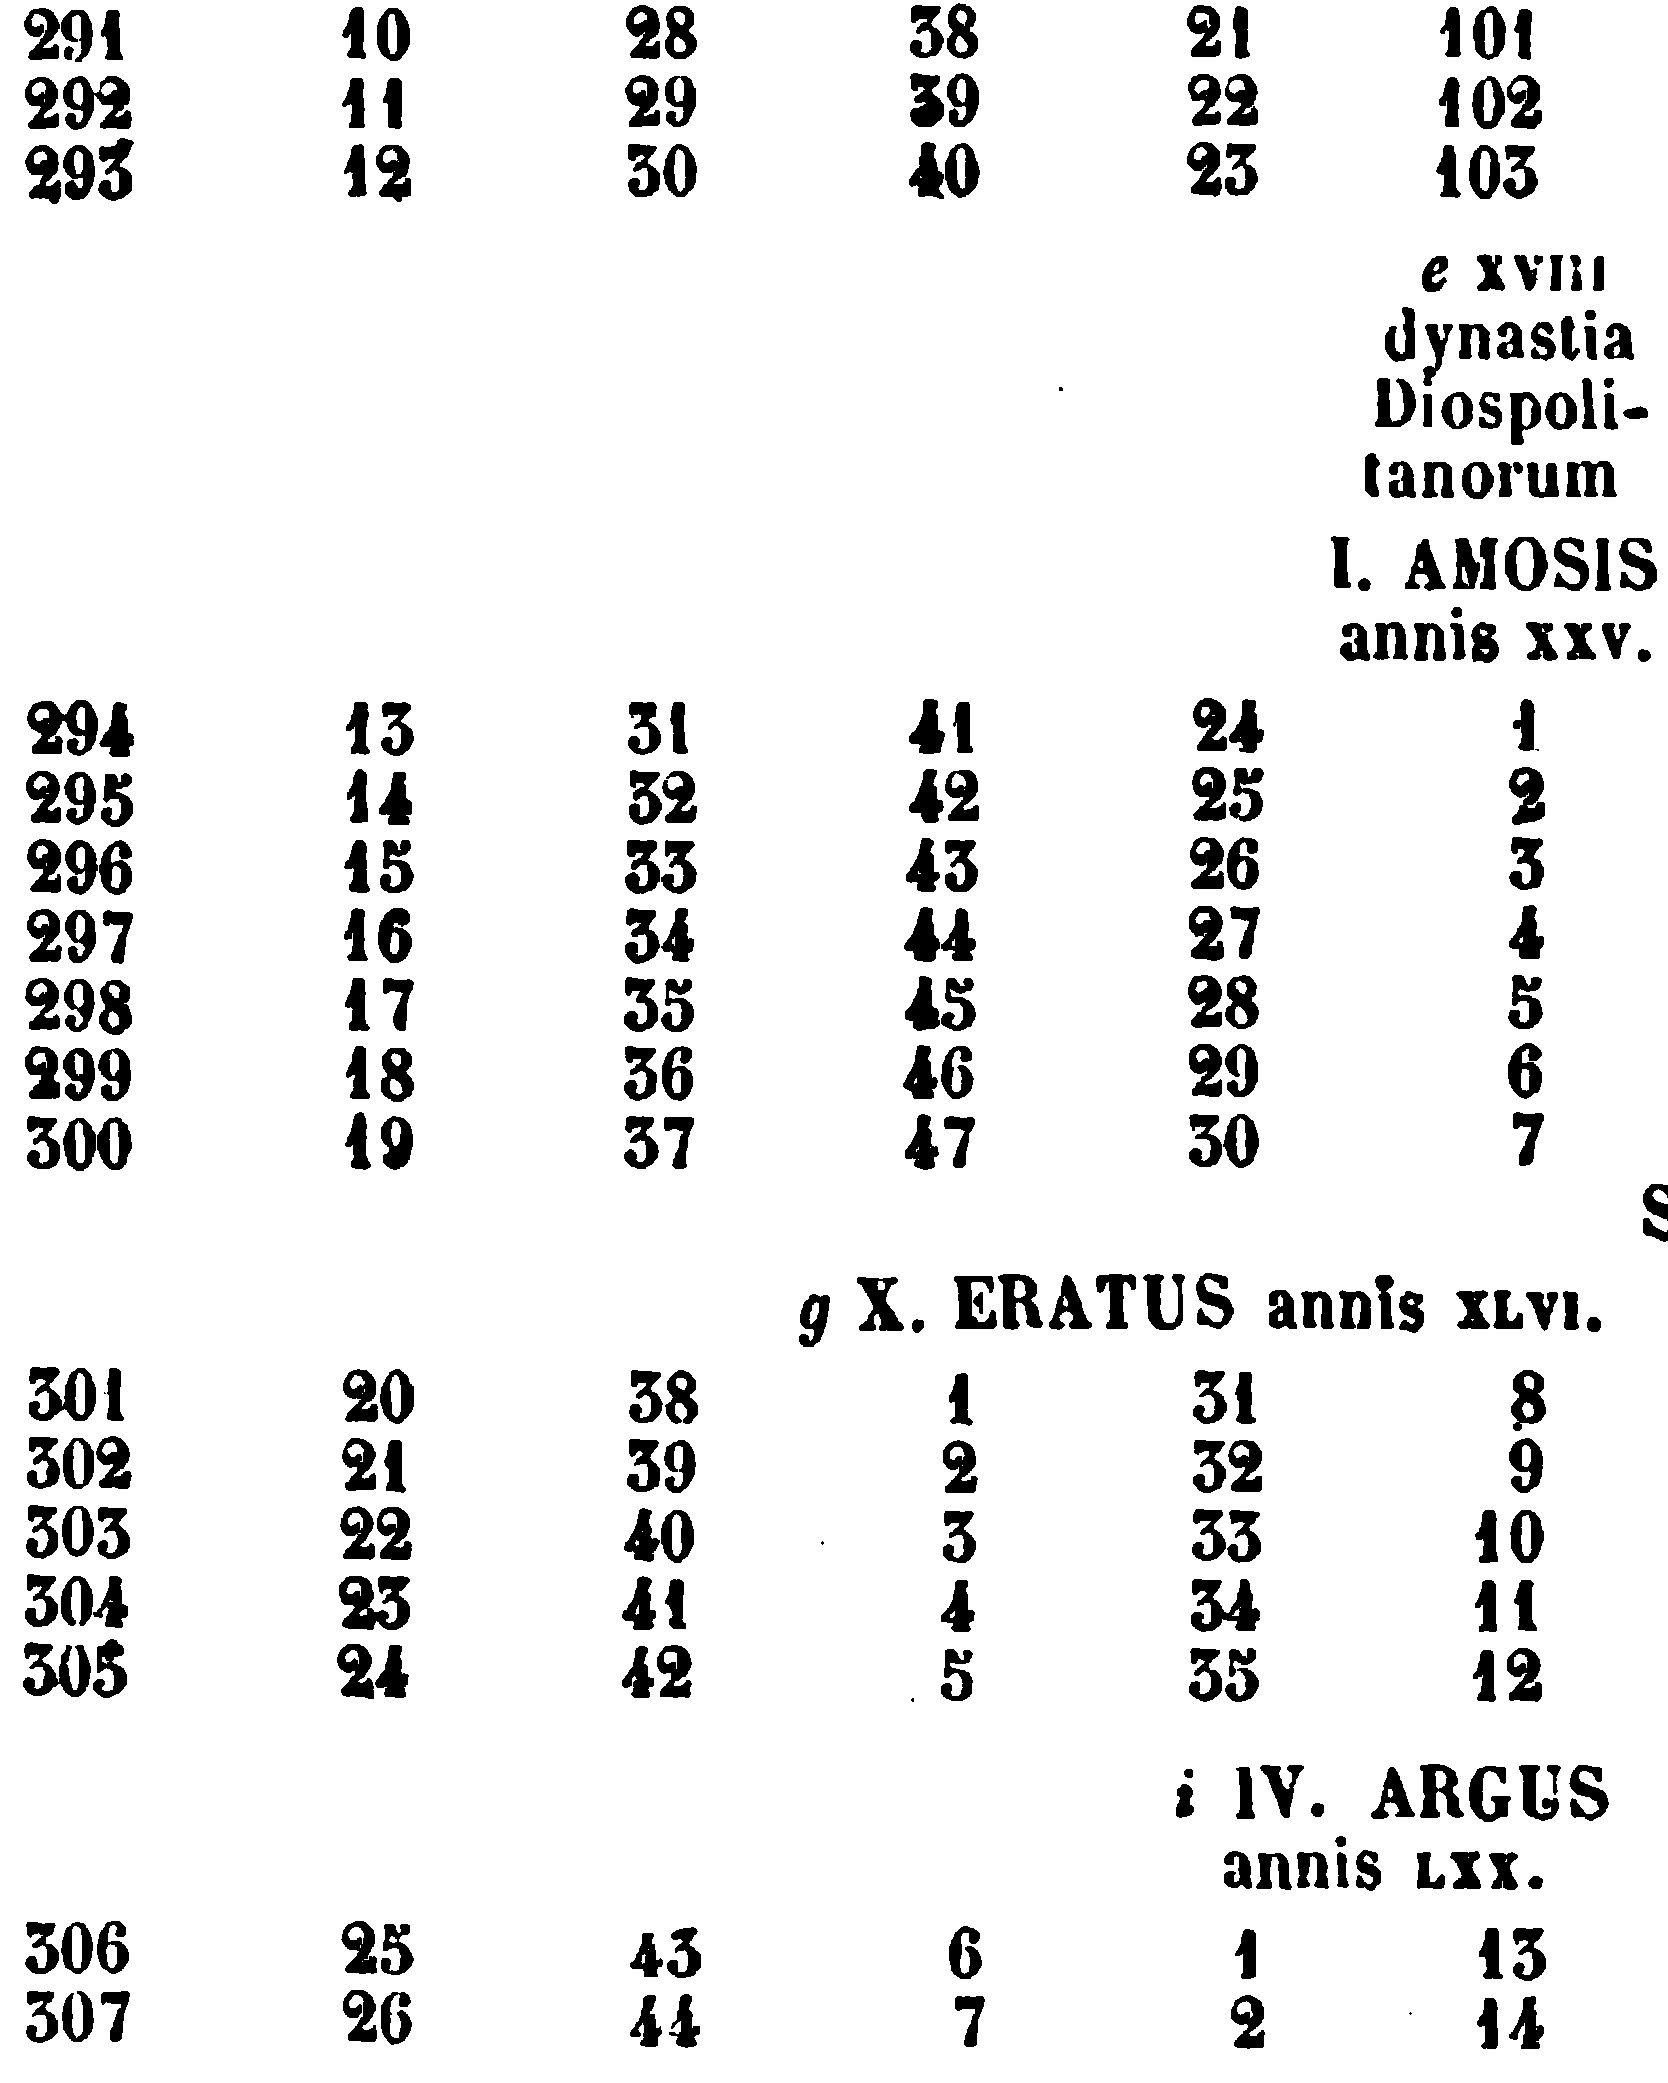 291 10 28 38 21 101
292 11 29 39 22 102
293 12 30 40 23 103
e XVIII
dynastia
Diospoli-
tanorum
I. AMOSIS
annis XXV.
294 13 31 41 24 1
295 14 32 42 25 2
296 15 33 43 26 3
297 16 34 44 27 4
298 17 35 45 28 5
299 18 36 46 29 6
300 19 37 47 30 7
S
g X. ERATUS annis XLVI.
301 20 38 1 31 8
302 21 39 2 32 9
303 22 40 3 33 10
304 23 41 4 34 11
305 24 42 5 35 12
i IV. ARGUS
annis LXX.
306 25 43 6 1 13
307 26 44 7 2 14